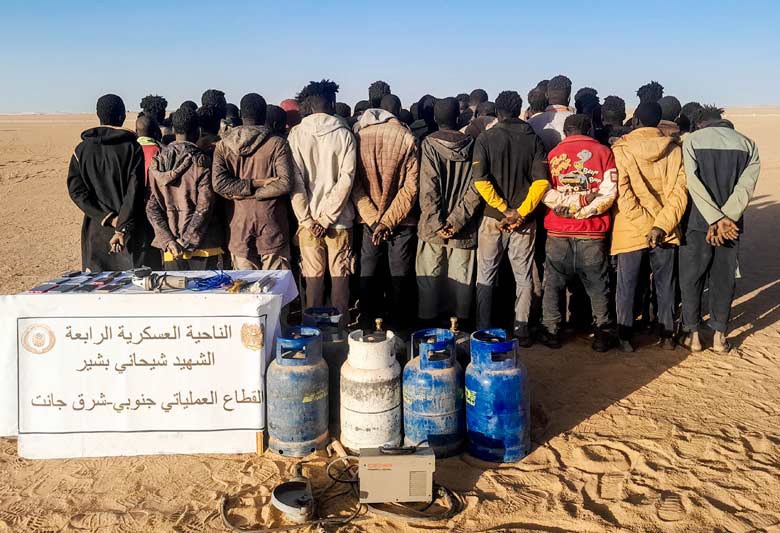 الناحية العسكرية الرابعة
الشهيد شيحاني بشير
القطاع العملياتي جنوبي-شرق جانت